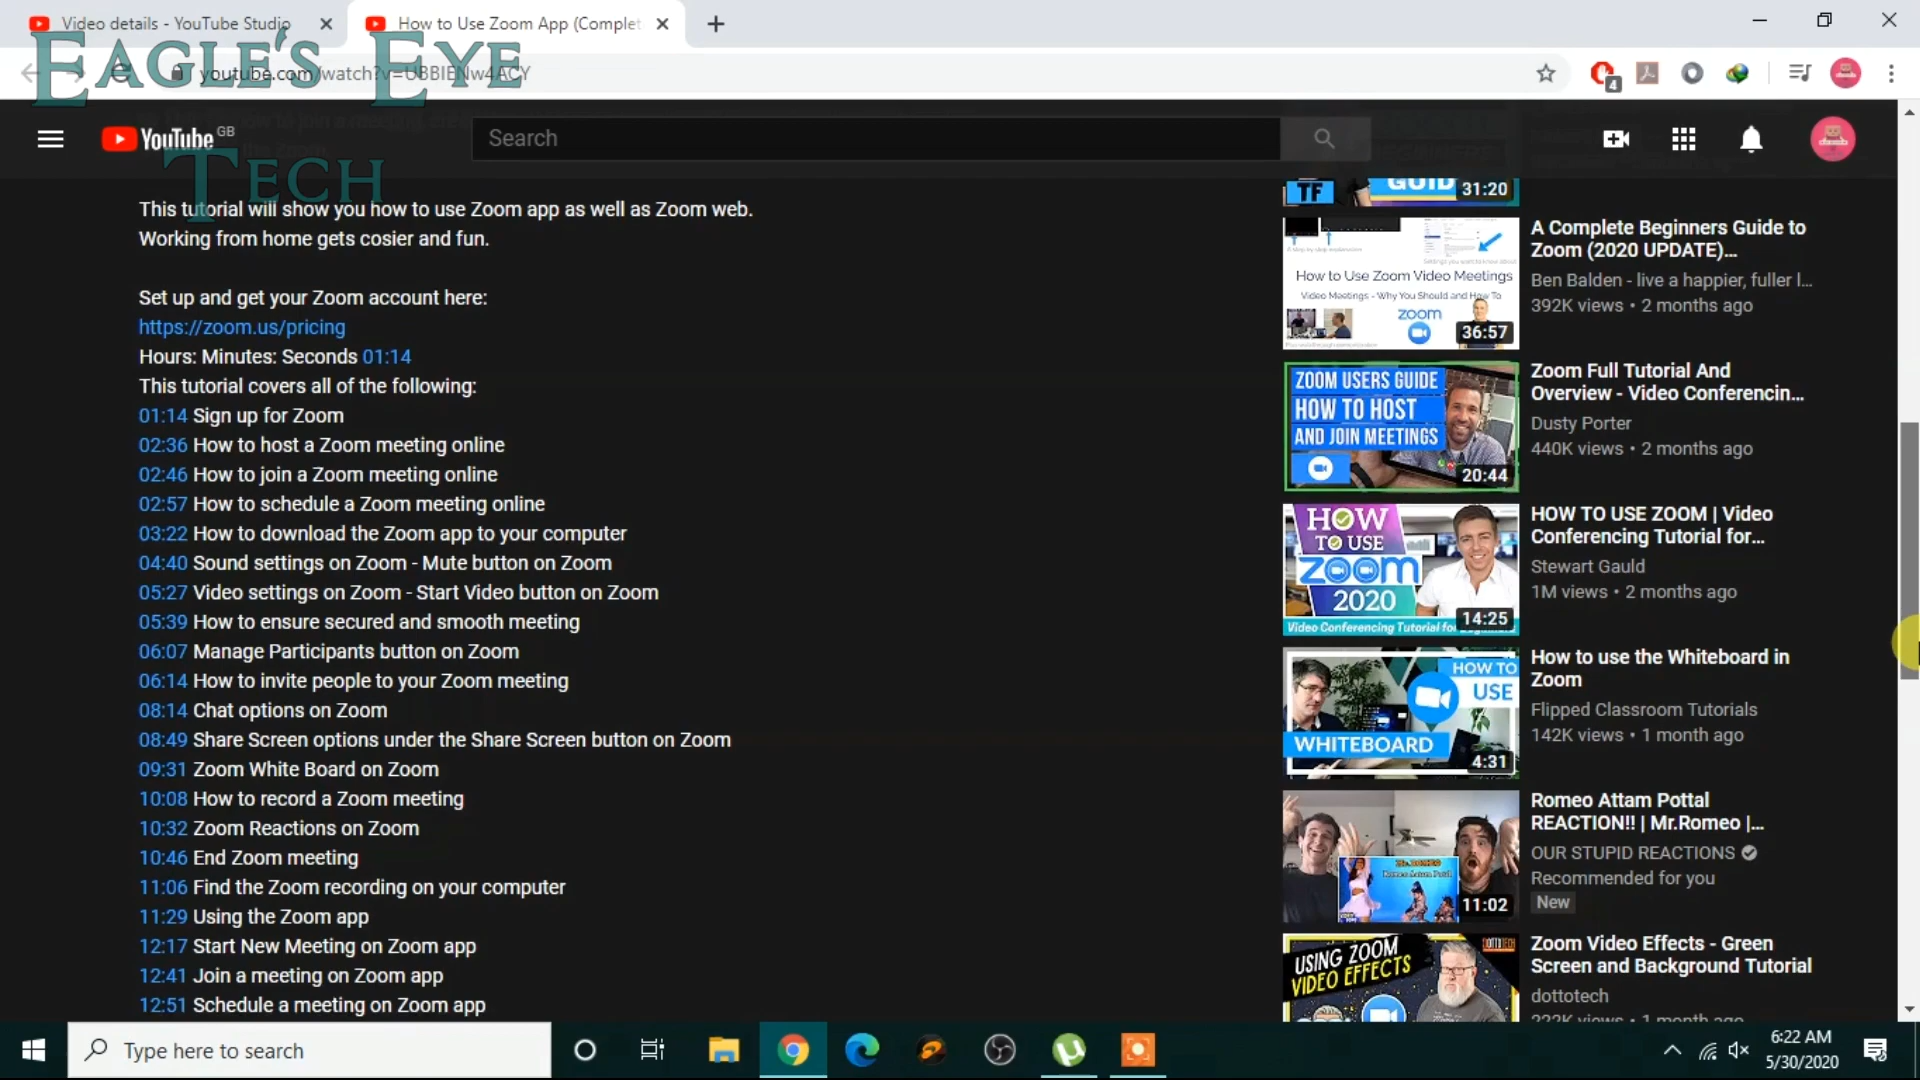 Video details - YouTube Studio
How to Use Zoom App (Complet
EAGLE'S EYE
TECH
youtube.com/watch?v=U8BIENw4ACY
4
YouTube GB
Search
This tutorial will show you how to use Zoom app as well as Zoom web.
Working from home gets cosier and fun.
Set up and get your Zoom account here:
https://zoom.us/pricing
Hours: Minutes: Seconds 01:14
This tutorial covers all of the following:
01:14 Sign up for Zoom
02:36 How to host a Zoom meeting online
02:46 How to join a Zoom meeting online
02:57 How to schedule a Zoom meeting online
03:22 How to download the Zoom app to your computer
04:40 Sound settings on Zoom - Mute button on Zoom
05:27 Video settings on Zoom - Start Video button on Zoom
05:39 How to ensure secured and smooth meeting
06:07 Manage Participants button on Zoom
06:14 How to invite people to your Zoom meeting
08:14 Chat options on Zoom
08:49 Share Screen options under the Share Screen button on Zoom
09:31 Zoom White Board on Zoom
10:08 How to record a Zoom meeting
10:32 Zoom Reactions on Zoom
10:46 End Zoom meeting
11:06 Find the Zoom recording on your computer
11:29 Using the Zoom app
12:17 Start New Meeting on Zoom app
12:41 Join a meeting on Zoom app
12:51 Schedule a meeting on Zoom app
TF
GUID
31:20
How to Use Zoom Video Meetings
Video Meetings - Why You Should and How To
zoom
36:57
A Complete Beginners Guide to
Zoom (2020 UPDATE)...
Ben Balden - live a happier, fuller l...
392K views • 2 months ago
ZOOM USERS GUIDE
HOW TO HOST
AND JOIN MEETINGS
20:44
Zoom Full Tutorial And
Overview - Video Conferencin...
Dusty Porter
440K views • 2 months ago
HOW
TO USE
zoom
2020
14:25
Video Conferencing Tutorial for
HOW TO USE ZOOM | Video
Conferencing Tutorial for...
Stewart Gauld
1M views • 2 months ago
HOW TO
USE
WHITEBOARD
4:31
How to use the Whiteboard in
Zoom
Flipped Classroom Tutorials
142K views • 1 month ago
11:02
Romeo Attam Pottal
REACTION!! | Mr.Romeo |...
OUR STUPID REACTIONS
Recommended for you
New
USING ZOOM
VIDEO EFFECTS
DOTTOTECH
Zoom Video Effects - Green
Screen and Background Tutorial
dottotech
222K views • 1 month ago
Type here to search
6:22 AM
5/30/2020